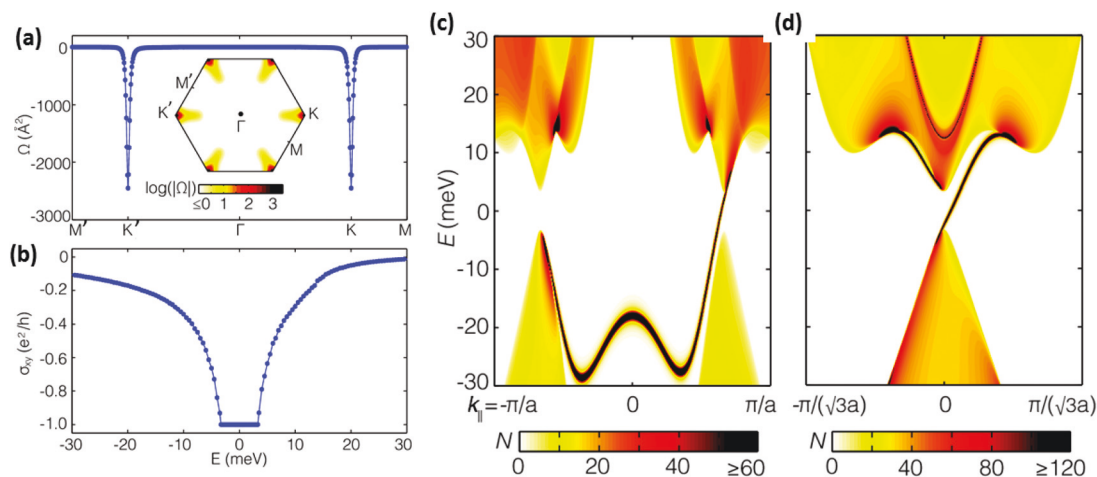 (a)
0
-1000
-2000
-3000
Ω (Å²)
M'
K'
Γ
K
M
log(|Ω|)
≤0 1 2 3
M' K' Γ K M
(b)
0
-0.2
-0.4
-0.6
-0.8
-1.0
σxy (e²/h)
-30 -20 -10 0 10 20 30
E (meV)
(c)
30
20
10
0
-10
-20
-30
E (meV)
k||= -π/a 0 π/a
N
0 20 40 ≥60
(d)
-π/(√3a) 0 π/(√3a)
N
0 40 80 ≥120